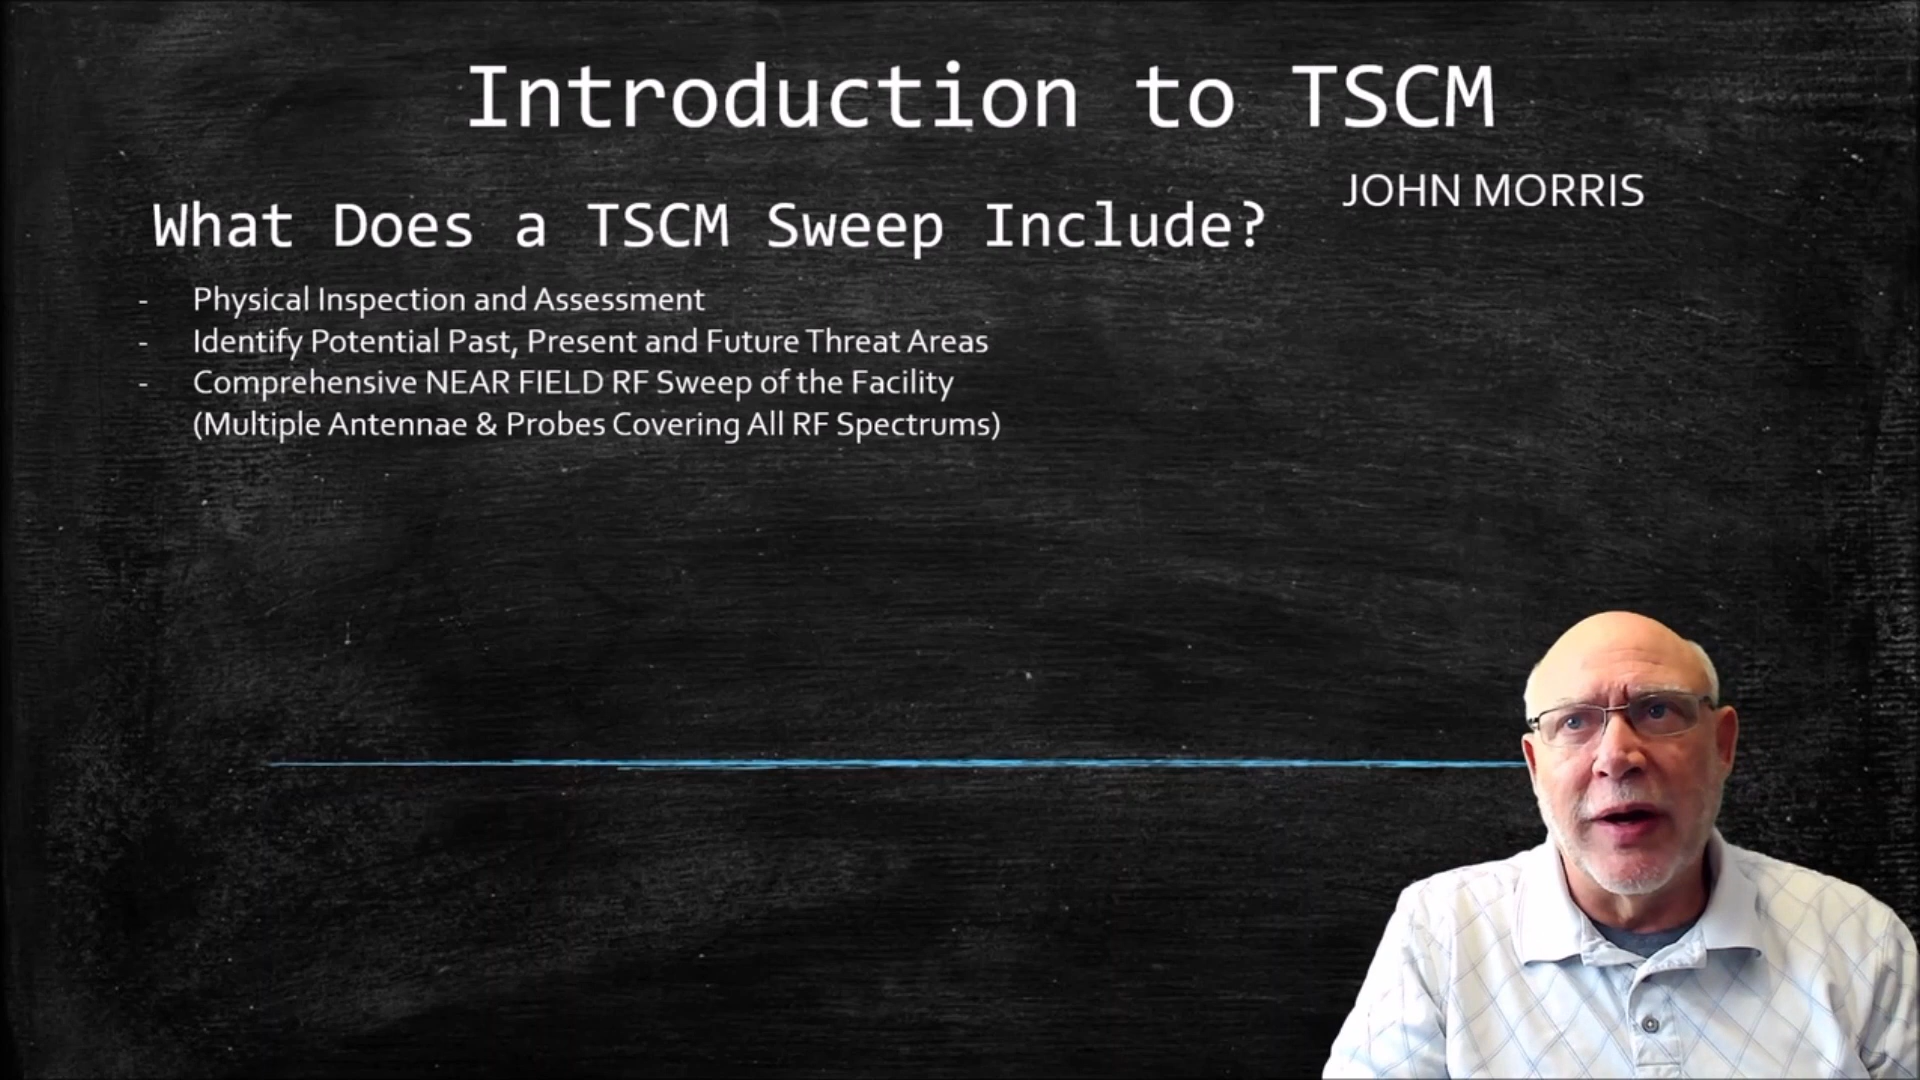 Introduction to TSCM
JOHN MORRIS
What Does a TSCM Sweep Include?
- Physical Inspection and Assessment
- Identify Potential Past, Present and Future Threat Areas
- Comprehensive NEAR FIELD RF Sweep of the Facility
(Multiple Antennae & Probes Covering All RF Spectrums)